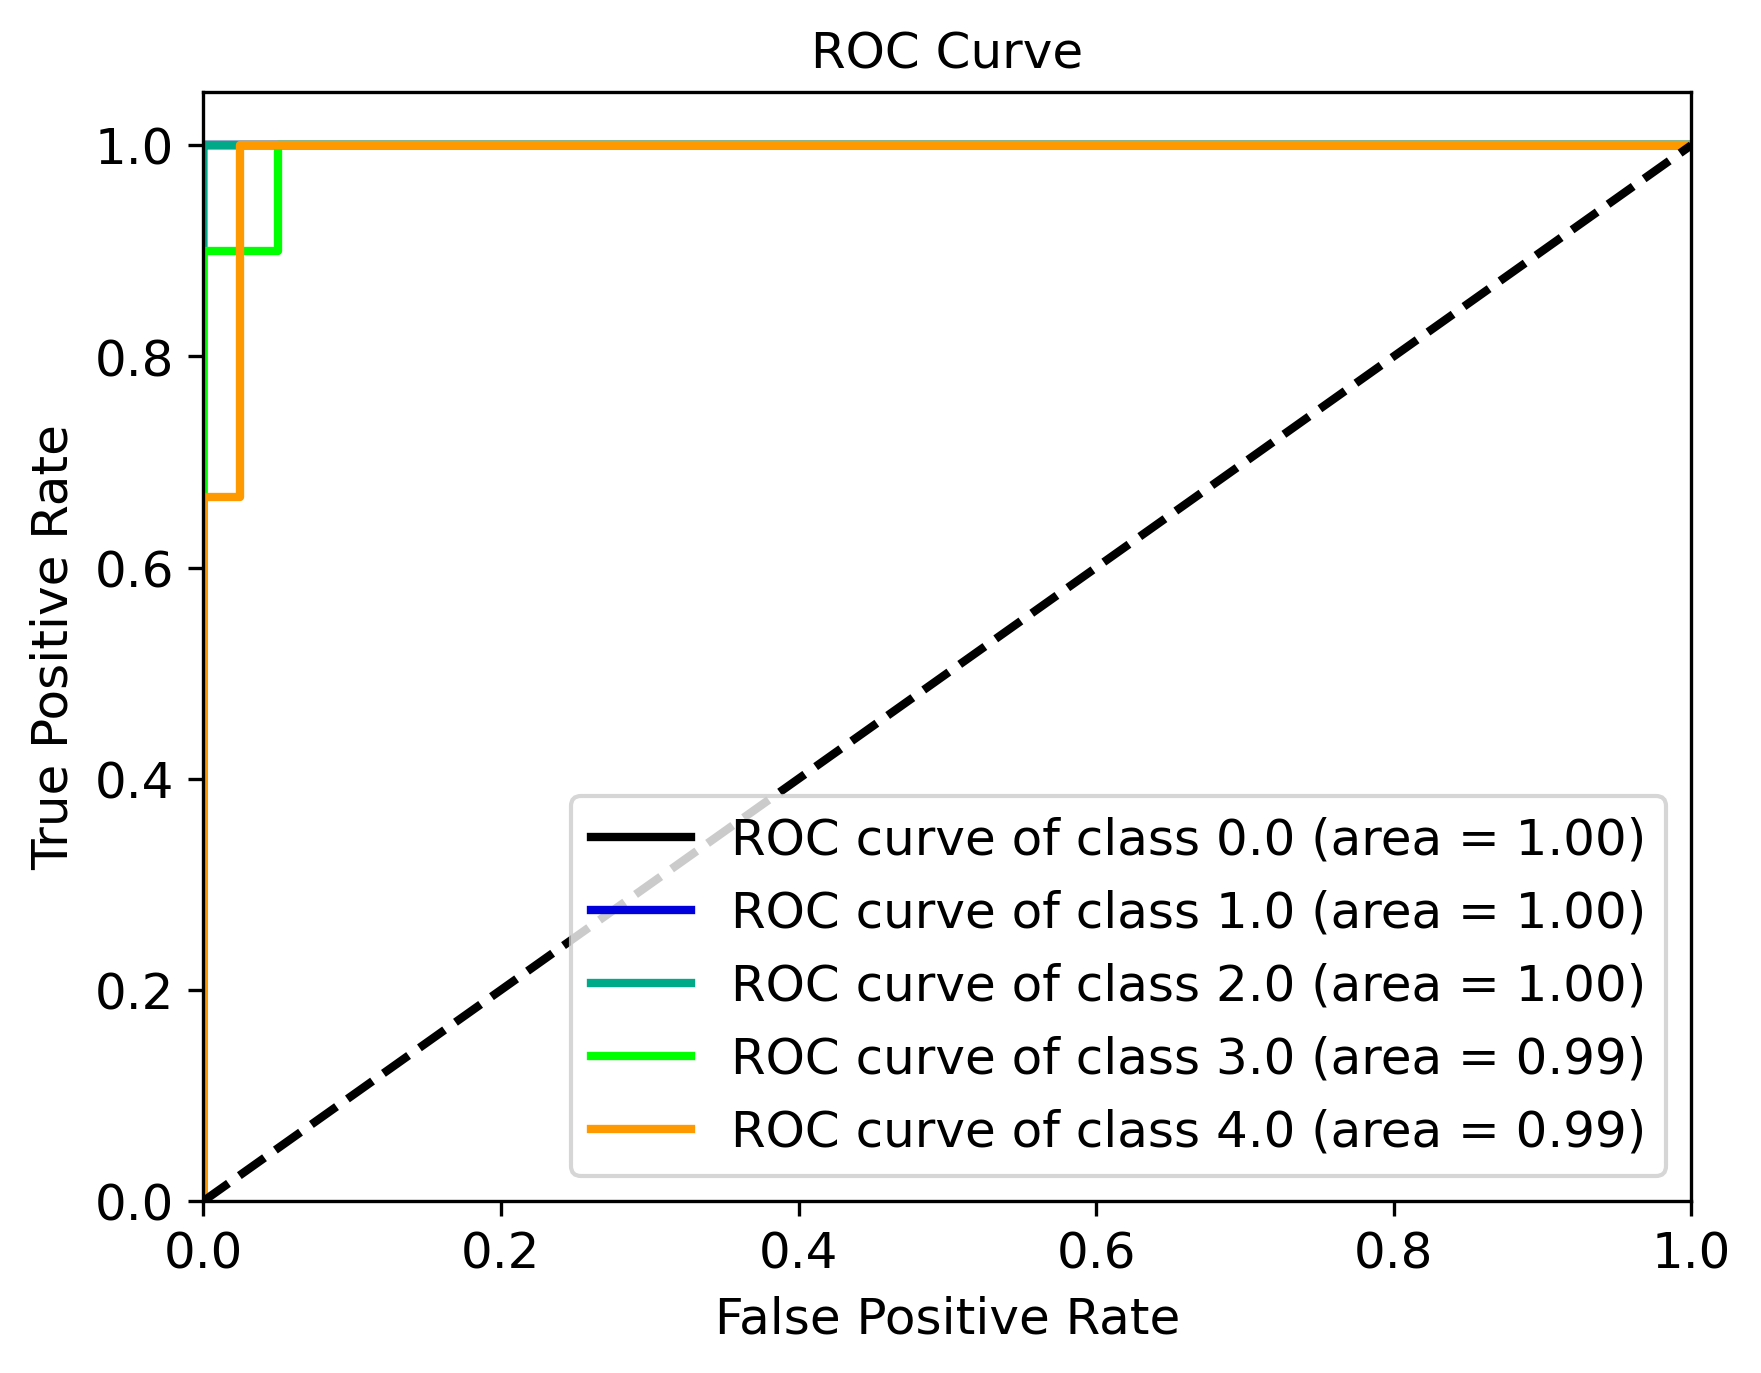 ROC Curve
True Positive Rate
1.0
0.8
0.6
0.4
0.2
0.0
ROC curve of class 0.0 (area = 1.00)
ROC curve of class 1.0 (area = 1.00)
ROC curve of class 2.0 (area = 1.00)
ROC curve of class 3.0 (area = 0.99)
ROC curve of class 4.0 (area = 0.99)
0.0 0.2 0.4 0.6 0.8 1.0
False Positive Rate